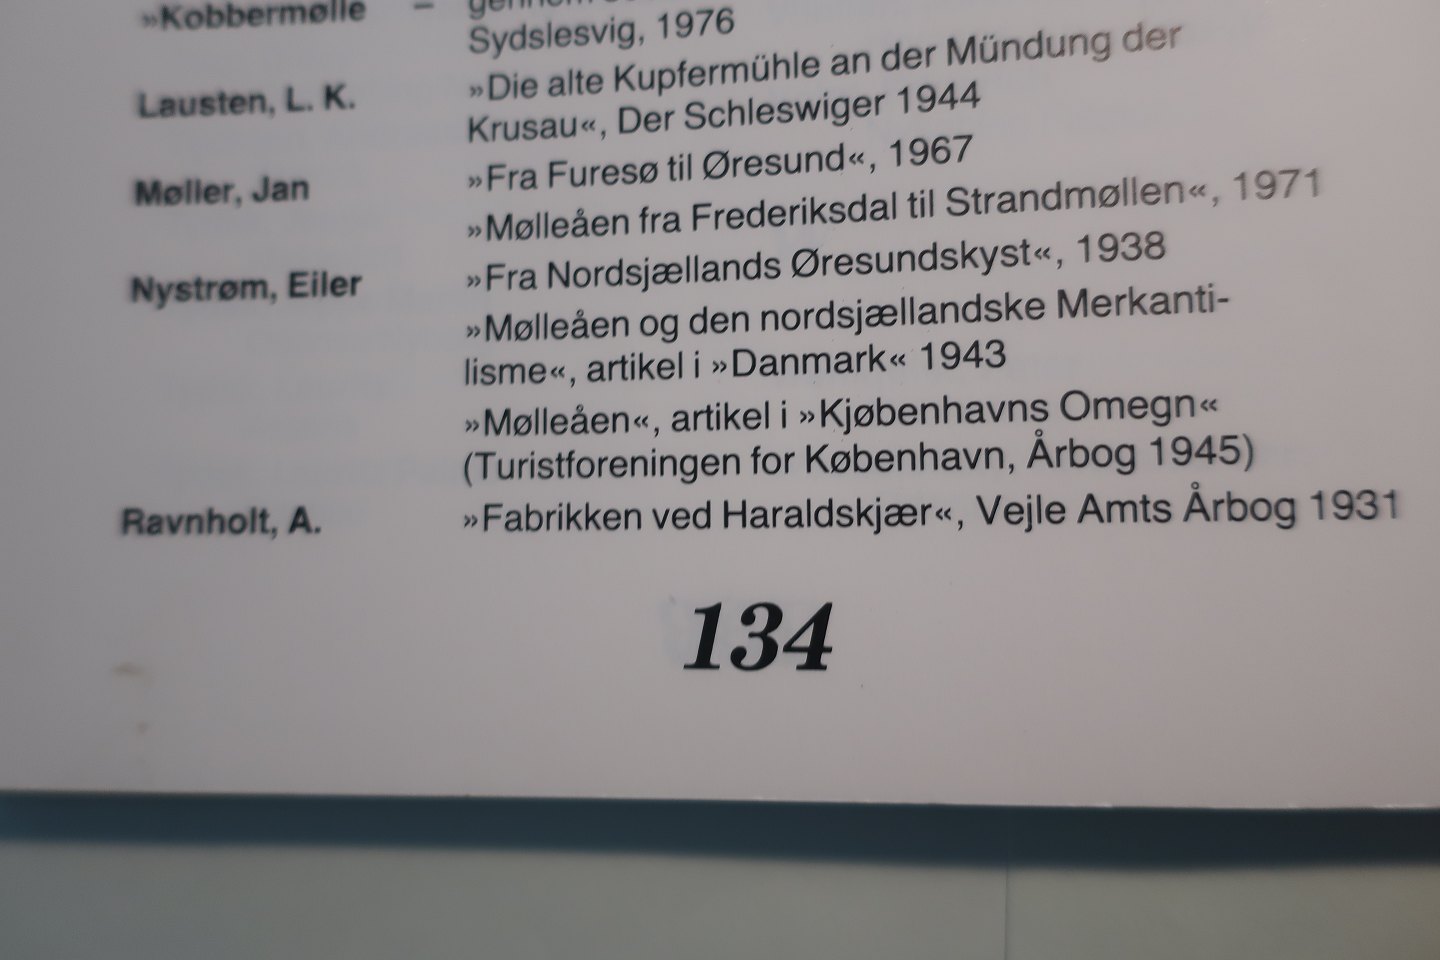 »Kobbermølle – gennem
Sydslesvig, 1976
Lausten, L. K. »Die alte Kupfermühle an der Mündung der
Krusau«, Der Schleswiger 1944
Møller, Jan »Fra Furesø til Øresund«, 1967
»Mølleåen fra Frederiksdal til Strandmøllen«, 1971
Nystrøm, Eiler »Fra Nordsjællands Øresundskyst«, 1938
»Mølleåen og den nordsjællandske Merkanti-
lisme«, artikel i »Danmark« 1943
»Mølleåen«, artikel i »Kjøbenhavns Omegn«
(Turistforeningen for København, Årbog 1945)
Ravnholt, A. »Fabrikken ved Haraldskjær«, Vejle Amts Årbog 1931
134